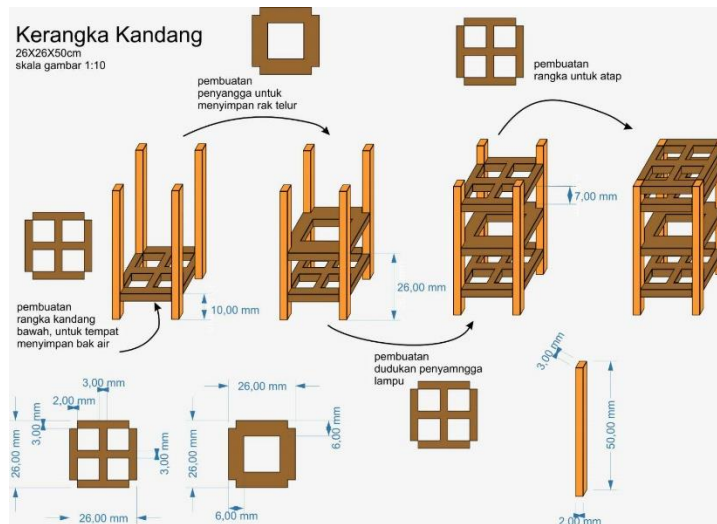 Kerangka Kandang
26X26X50cm
skala gambar 1:10
pembuatan
penyangga untuk
menyimpan rak telur
pembuatan
rangka untuk atap
7,00 mm
26,00 mm
10,00 mm
pembuatan
rangka kandang
bawah, untuk tempat
menyimpan bak air
pembuatan
dudukan penyamngga
lampu
3,00 mm
2,00 mm
3,00 mm
26,00 mm
3,00 mm
26,00 mm
26,00 mm
6,00 mm
26,00 mm
6,00 mm
3,00 mm
50,00 mm
2,00 mm